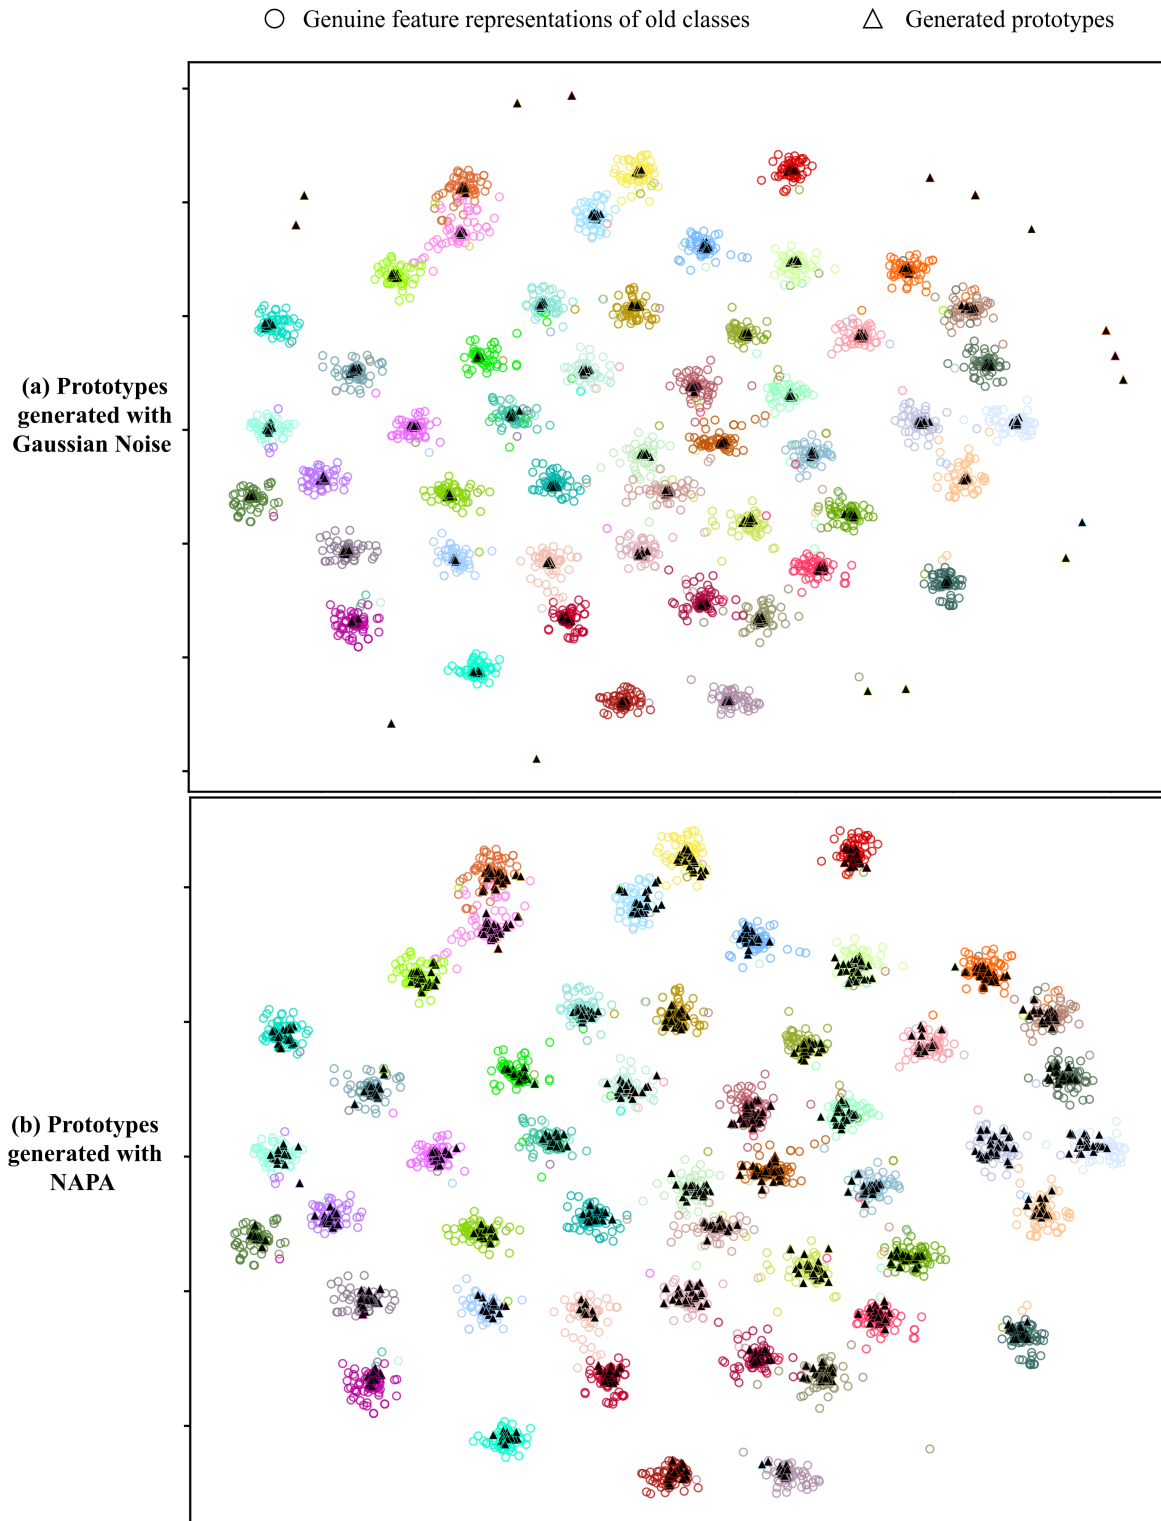 Genuine feature representations of old classes Generated prototypes
(a) Prototypes
generated with
Gaussian Noise
(b) Prototypes
generated with
NAPA